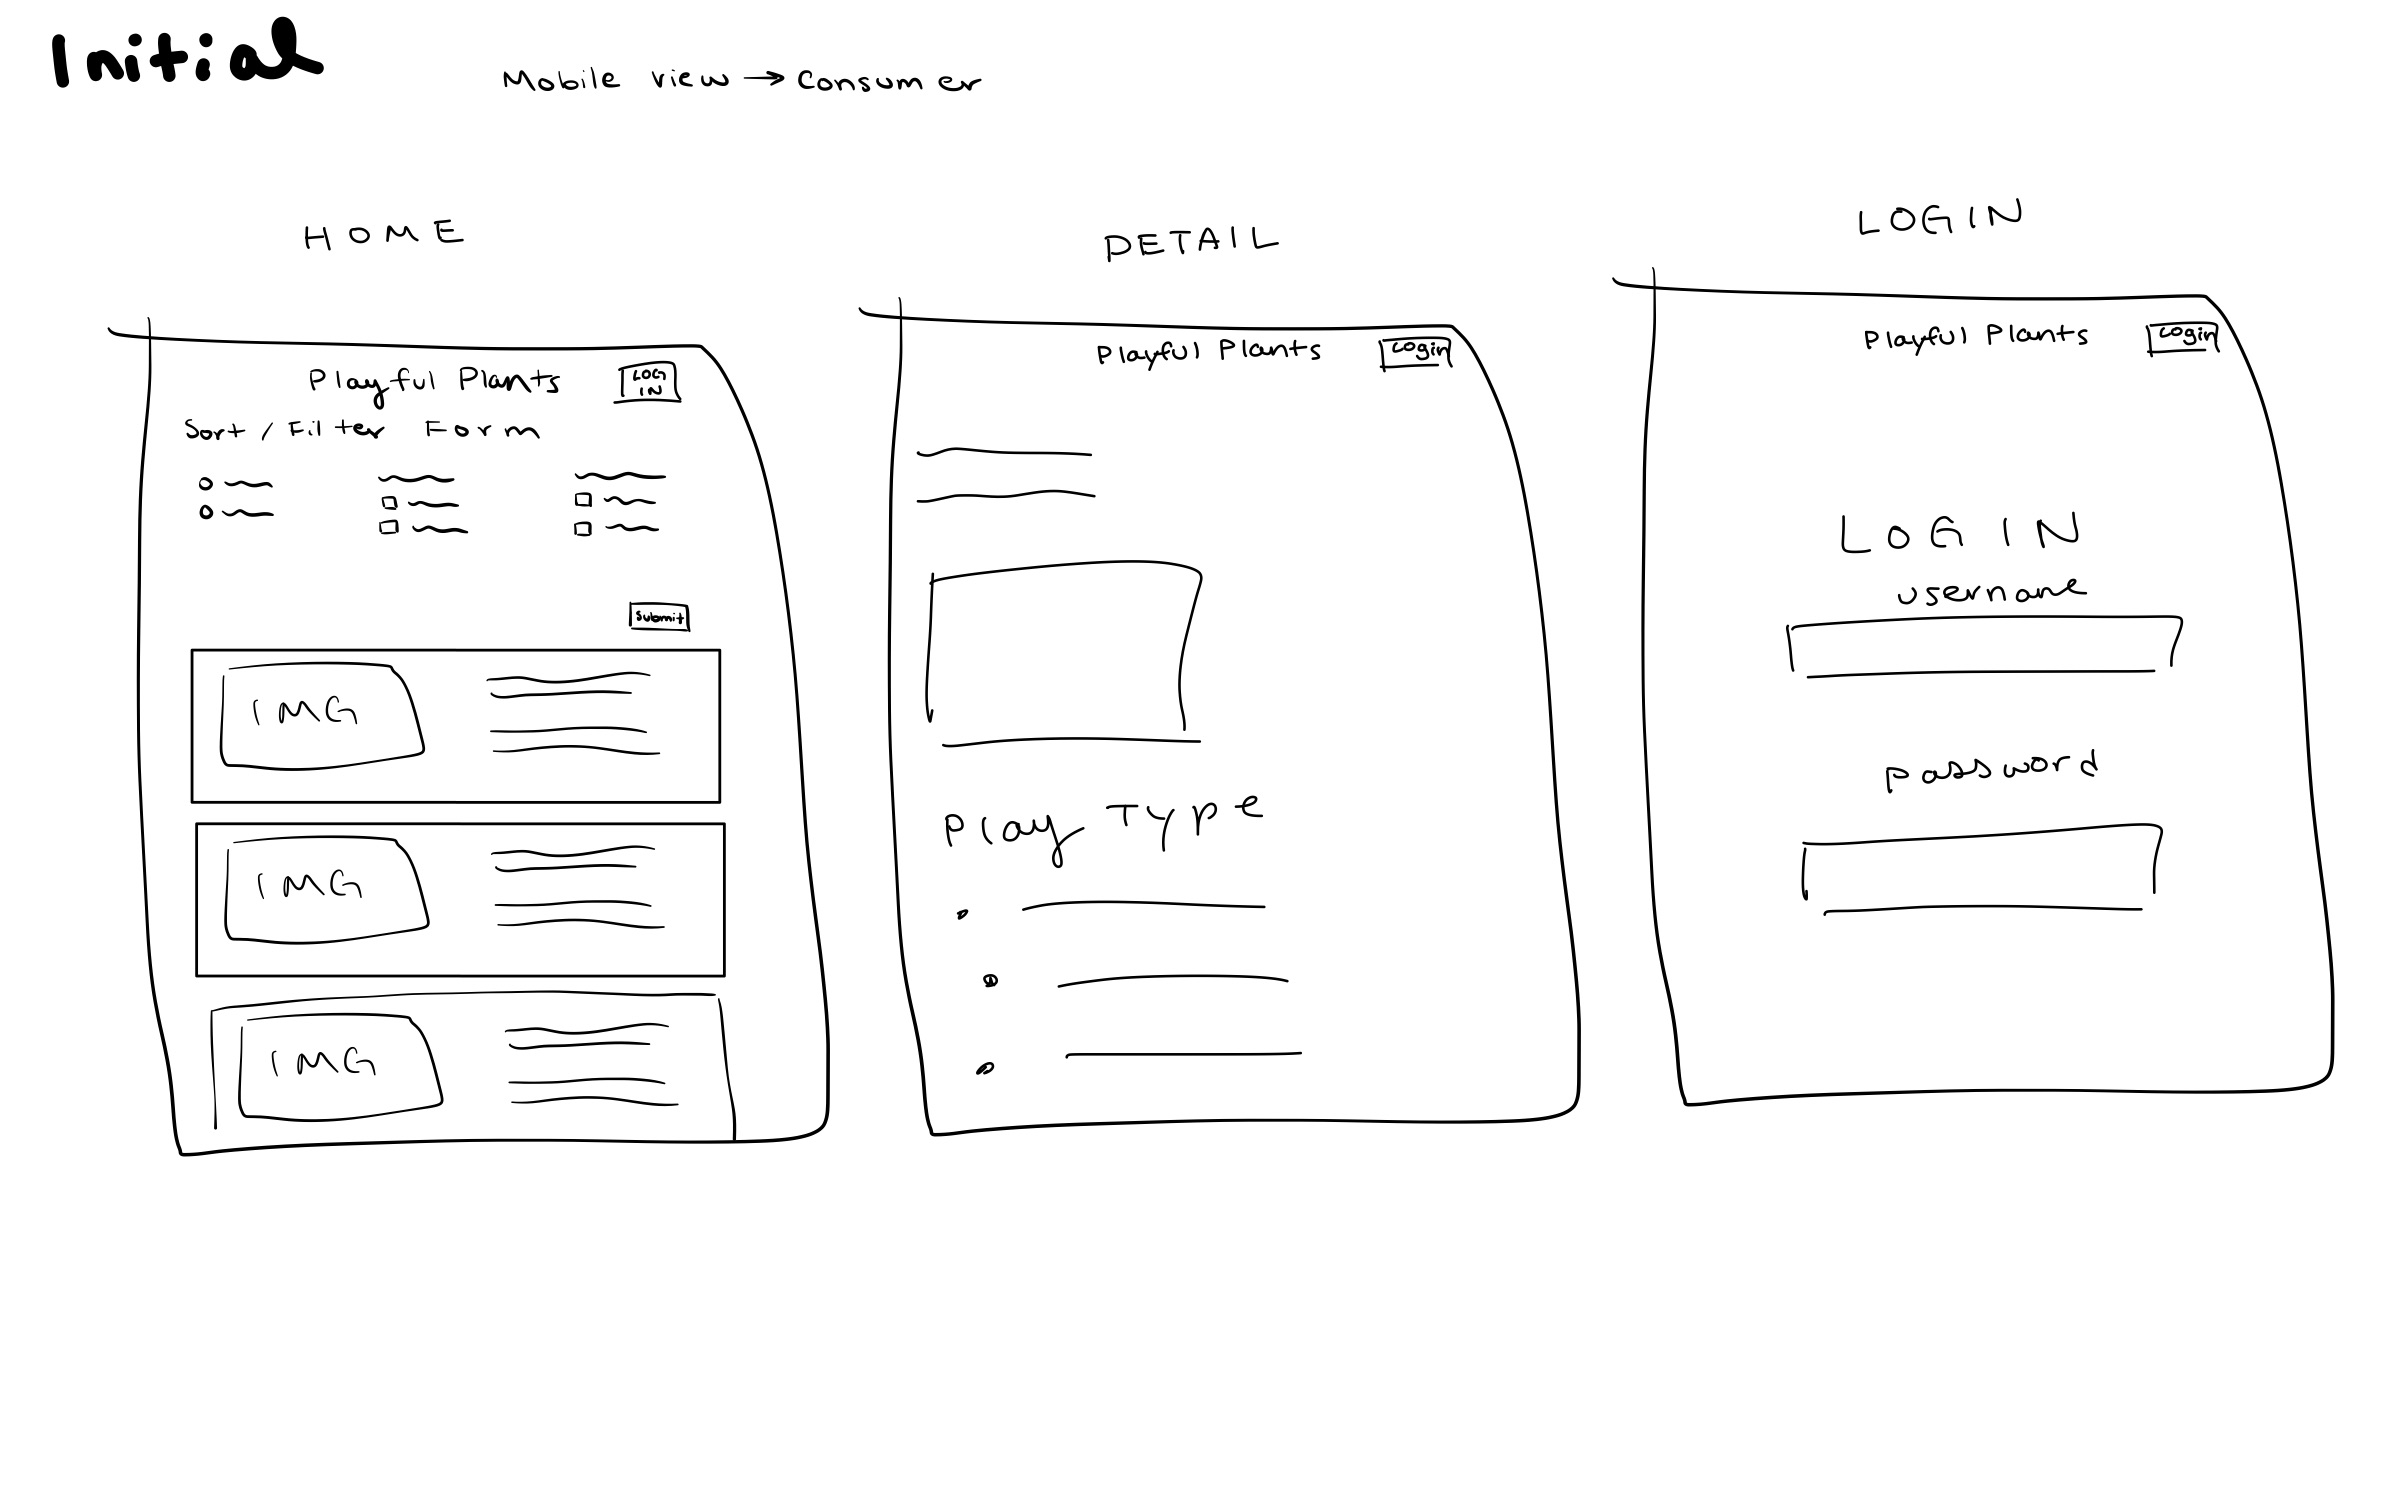 Initial
Mobile view → Consumer
HOME
Playful Plants
LOG
IN
Sort / Filter Form
submit
IMG
IMG
IMG
DETAIL
Playful Plants
Login
Play Type
LOGIN
Playful Plants
Login
LOGIN
username
password